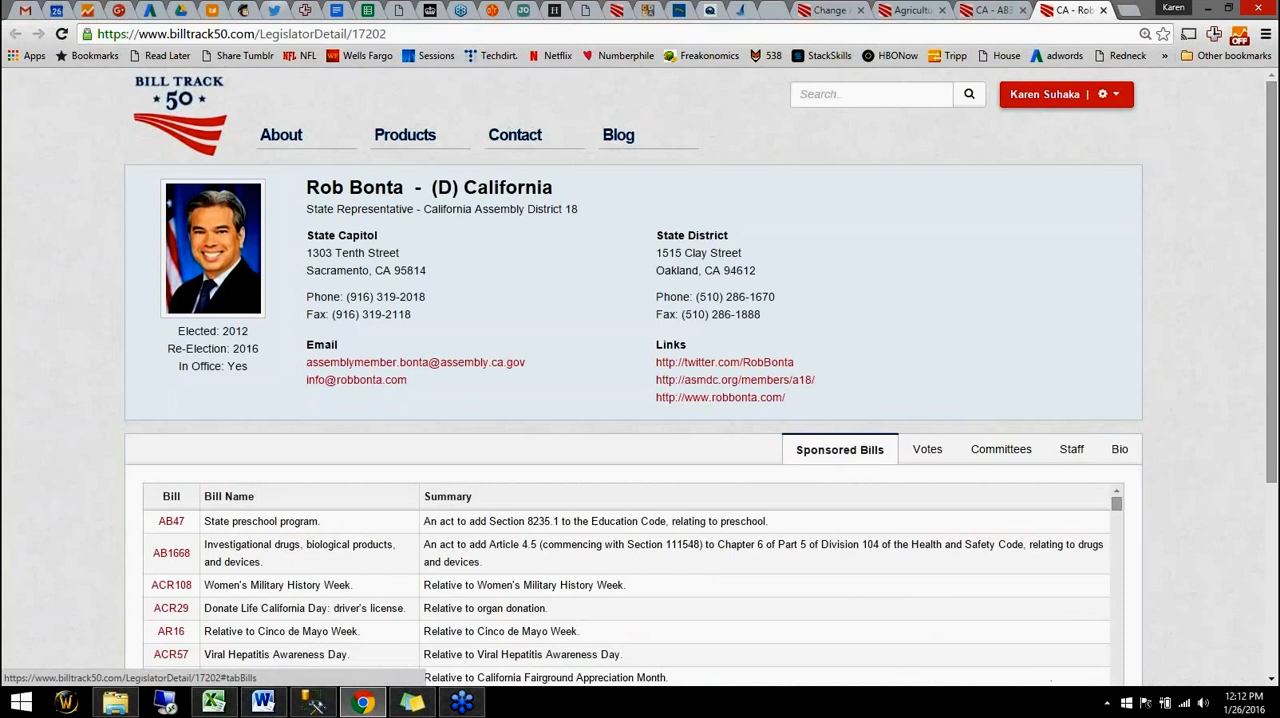 Change
Agricultu
CA - AB3
CA - Rob
Karen
https://www.billtrack50.com/LegislatorDetail/17202
OFF
Apps
Bookmarks
Read Later
Share Tumblr
NFL
Wells Fargo
Sessions
Techdirt.
Netflix
Numberphile
Freakonomics
538
StackSkills
HBONow
Tripp
House
adwords
Redneck
»
Other bookmarks
BILL TRACK
50
Search...
Karen Suhaka |
About
Products
Contact
Blog
Rob Bonta - (D) California
State Representative - California Assembly District 18
State Capitol
1303 Tenth Street
Sacramento, CA 95814
Phone: (916) 319-2018
Fax: (916) 319-2118
Email
assemblymember.bonta@assembly.ca.gov
info@robbonta.com
State District
1515 Clay Street
Oakland, CA 94612
Phone: (510) 286-1670
Fax: (510) 286-1888
Links
http://twitter.com/RobBonta
http://asmdc.org/members/a18/
http://www.robbonta.com/
Elected: 2012
Re-Election: 2016
In Office: Yes
Sponsored Bills
Votes
Committees
Staff
Bio
Bill Bill Name Summary
AB47 State preschool program. An act to add Section 8235.1 to the Education Code, relating to preschool.
AB1668 Investigational drugs, biological products, An act to add Article 4.5 (commencing with Section 111548) to Chapter 6 of Part 5 of Division 104 of the Health and Safety Code, relating to drugs
and devices. and devices.
ACR108 Women's Military History Week. Relative to Women's Military History Week.
ACR29 Donate Life California Day: driver's license. Relative to organ donation.
AR16 Relative to Cinco de Mayo Week. Relative to Cinco de Mayo Week.
ACR57 Viral Hepatitis Awareness Day. Relative to Viral Hepatitis Awareness Day.
Relative to California Fairground Appreciation Month.
https://www.billtrack50.com/LegislatorDetail/17202#tabBills
12:12 PM
1/26/2016